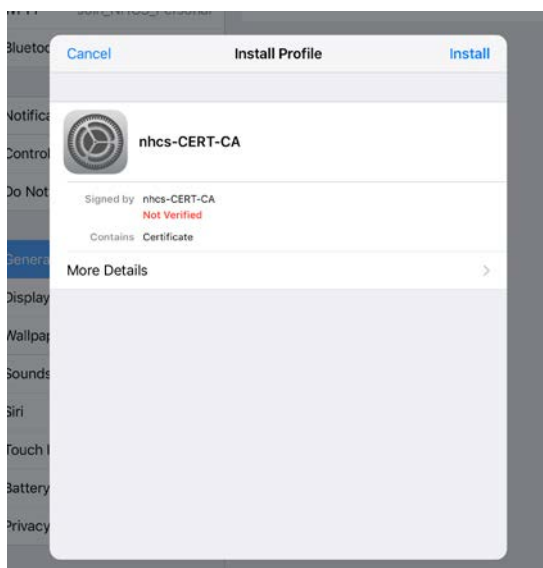 Cancel
Install Profile
Install
nhcs-CERT-CA
Signed by nhcs-CERT-CA
Not Verified
Contains Certificate
More Details
Bluetoo
Notifica
Control
Do Not
Genera
Display
Wallpap
Sounds
Siri
Touch I
Battery
Privacy